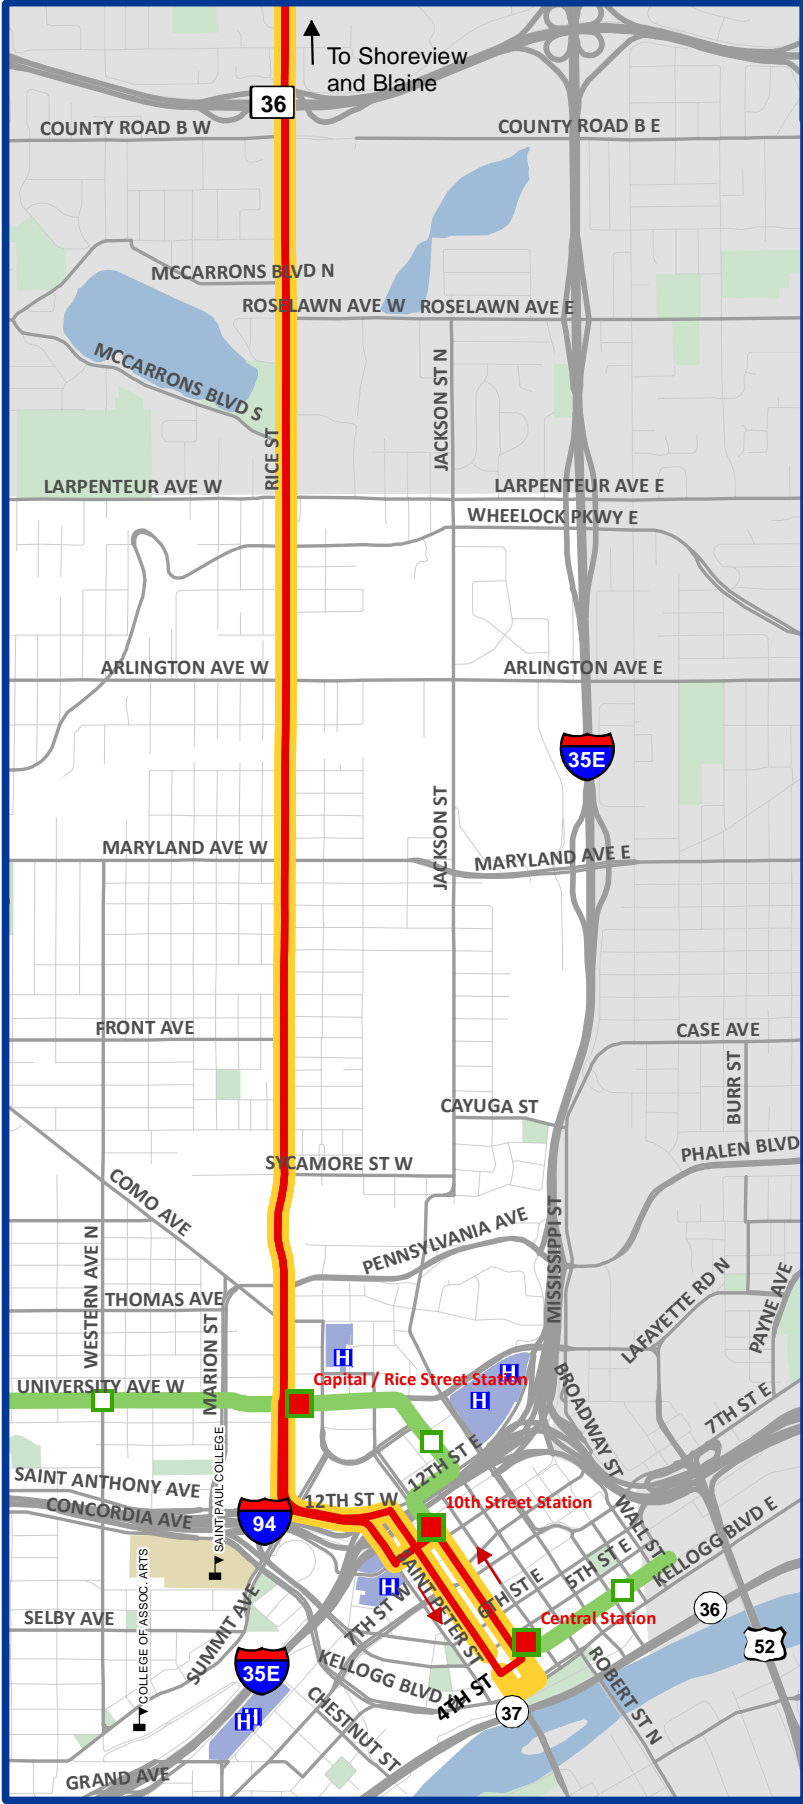 To Shoreview
and Blaine
36
COUNTY ROAD B W
COUNTY ROAD B E
MCCARRONS BLVD N
ROSELAWN AVE W
ROSELAWN AVE E
MCCARRONS BLVD S
JACKSON ST N
RICE ST
LARPENTEUR AVE W
LARPENTEUR AVE E
WHEELOCK PKWY E
ARLINGTON AVE W
ARLINGTON AVE E
35E
JACKSON ST
MARYLAND AVE W
MARYLAND AVE E
FRONT AVE
CASE AVE
BURR ST
CAYUGA ST
PHALEN BLVD
SYCAMORE ST W
COMO AVE
PENNSYLVANIA AVE
MISSISSIPPI ST
WESTERN AVE N
THOMAS AVE
MARION ST
LAFAYETTE RD N
PAYNE AVE
H
H
H
Capital / Rice Street Station
UNIVERSITY AVE W
BROADWAY ST
7TH ST E
12TH ST E
SAINT ANTHONY AVE
SAINT PAUL COLLEGE
12TH ST W
10th Street Station
CONCORDIA AVE
94
WALL ST
KELLOGG BLVD E
COLLEGE OF ASSOC. ARTS
SAINT PETER ST
H
6TH ST E
5TH ST E
7TH ST W
SELBY AVE
SUMMIT AVE
Central Station
36
52
35E
KELLOGG BLVD
4TH ST
ROBERT ST N
37
H
H
CHESTNUT ST
GRAND AVE